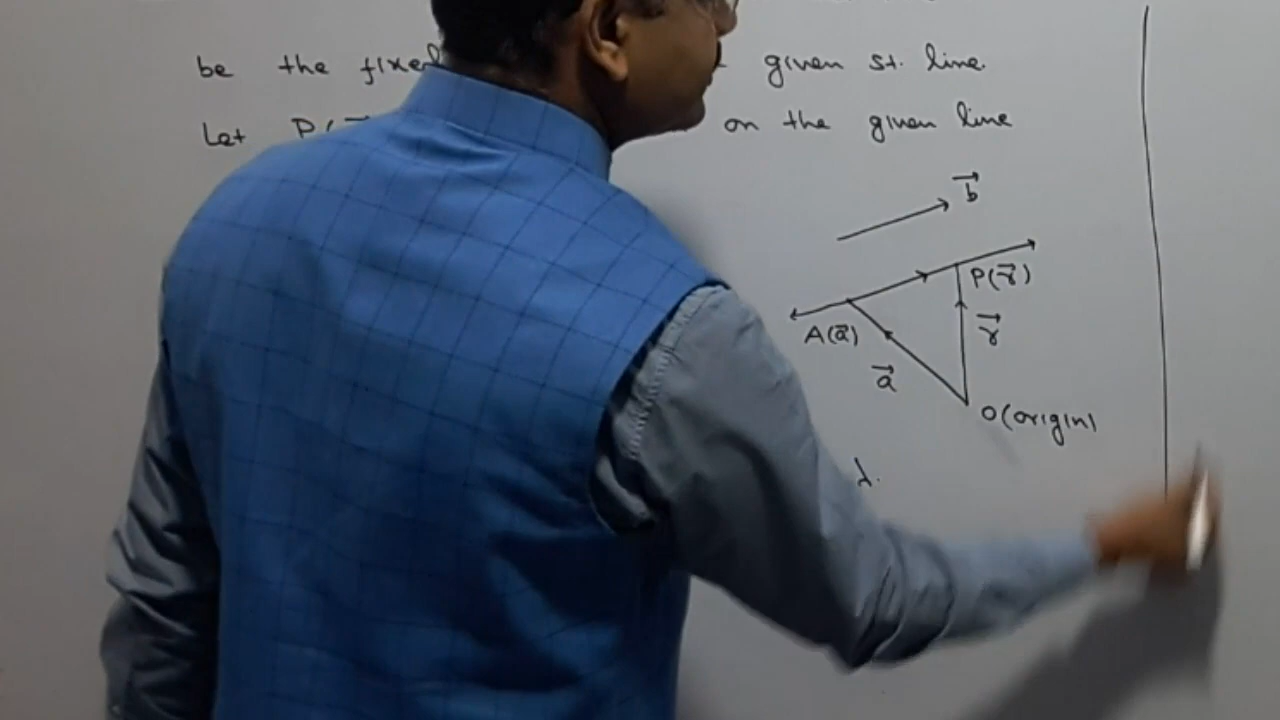 be the fixed given st. line.
Let P( on the given line
b⃗
P(r⃗)
A(a⃗)
r⃗
a⃗
O(origin)
λ.